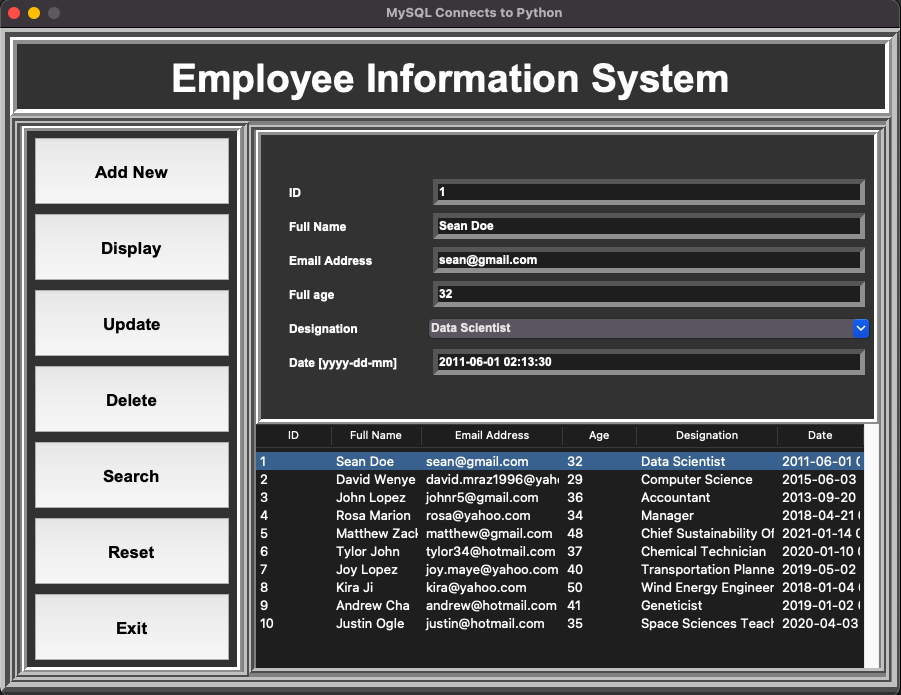 MySQL Connects to Python
Employee Information System
Add New
Display
Update
Delete
Search
Reset
Exit
ID 1
Full Name Sean Doe
Email Address sean@gmail.com
Full age 32
Designation Data Scientist
Date [yyyy-dd-mm] 2011-06-01 02:13:30
ID Full Name Email Address Age Designation Date
1 Sean Doe sean@gmail.com 32 Data Scientist 2011-06-01
2 David Wenye david.mraz1996@yah 29 Computer Science 2015-06-03
3 John Lopez johnr5@gmail.com 36 Accountant 2013-09-20
4 Rosa Marion rosa@yahoo.com 34 Manager 2018-04-21
5 Matthew Zack matthew@gmail.com 48 Chief Sustainability Of 2021-01-14
6 Tylor John tylor34@hotmail.com 37 Chemical Technician 2020-01-10
7 Joy Lopez joy.maye@yahoo.com 40 Transportation Planne 2019-05-02
8 Kira Ji kira@yahoo.com 50 Wind Energy Engineer 2018-01-04
9 Andrew Cha andrew@hotmail.com 41 Geneticist 2019-01-02
10 Justin Ogle justin@hotmail.com 35 Space Sciences Teach 2020-04-03